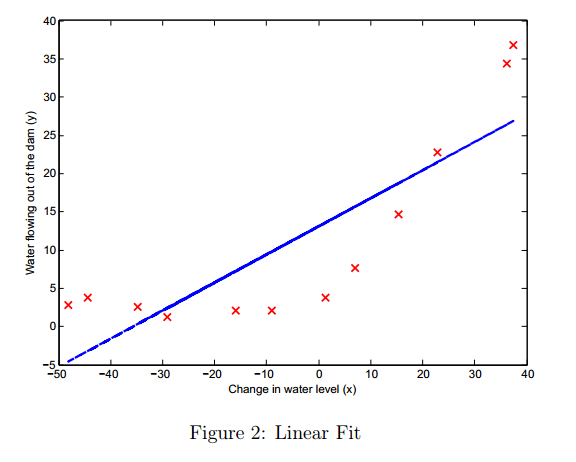 40
35
30
25
20
15
10
5
0
−5
Water flowing out of the dam (y)
−50 −40 −30 −20 −10 0 10 20 30 40
Change in water level (x)
Figure 2: Linear Fit